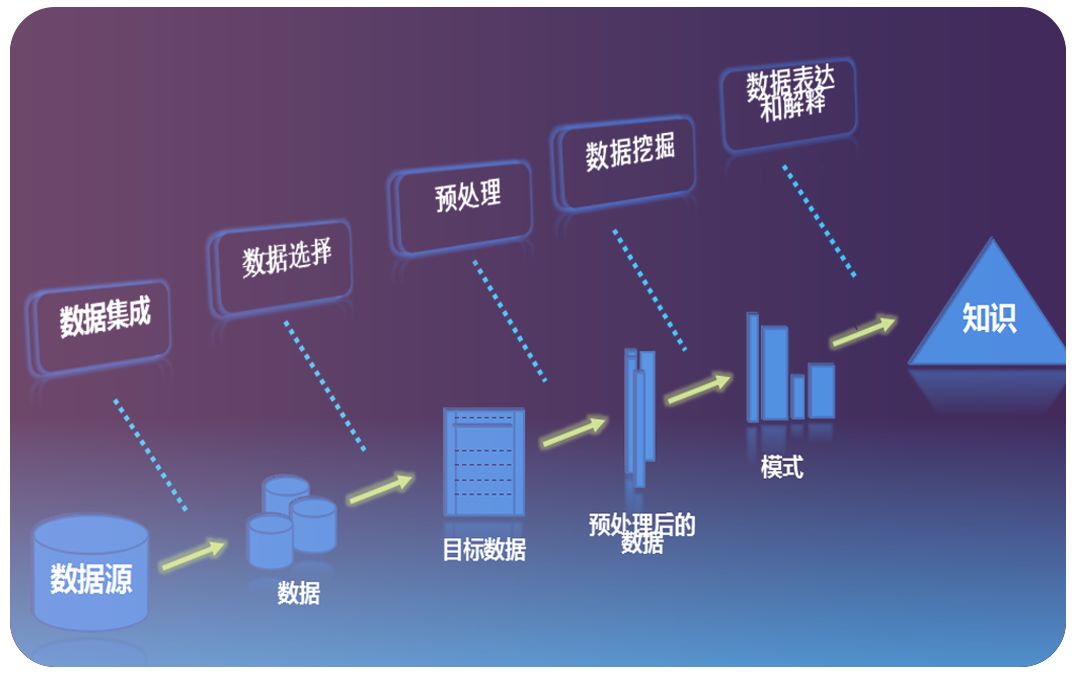 数据表达
和解释
数据挖掘
预处理
数据选择
数据集成
知识
模式
预处理后的
数据
目标数据
数据
数据源